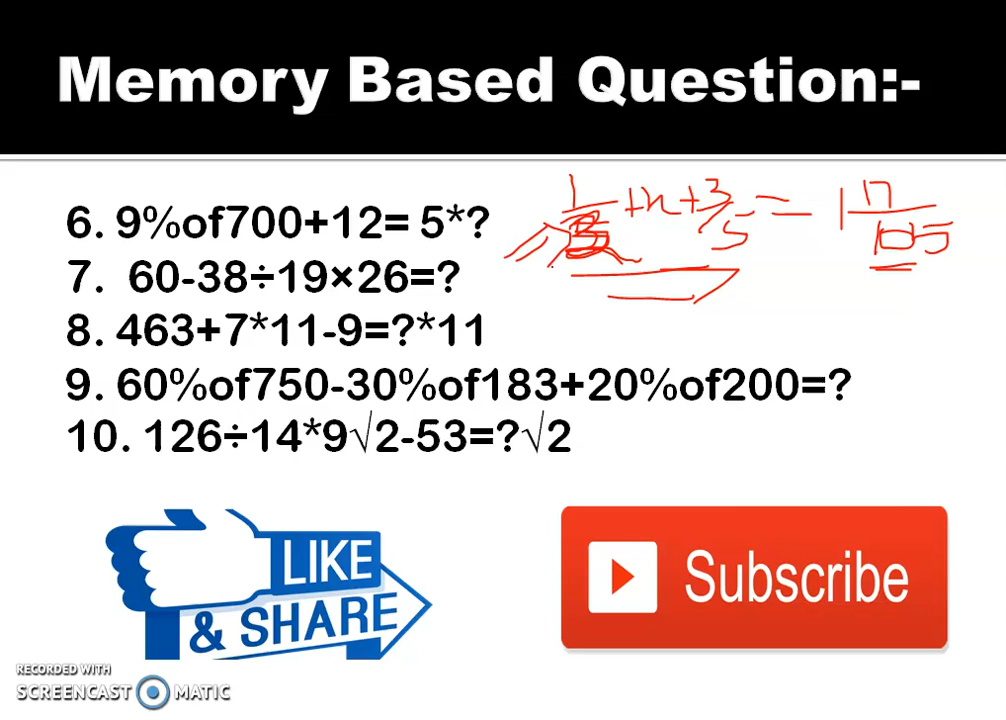 Memory Based Question:-
6. 9%of700+12= 5*?
7. 60-38÷19×26=?
8. 463+7*11-9=?*11
9. 60%of750-30%of183+20%of200=?
10. 126÷14*9√2-53=?√2
LIKE
& SHARE
Subscribe
RECORDED WITH
SCREENCAST MATIC